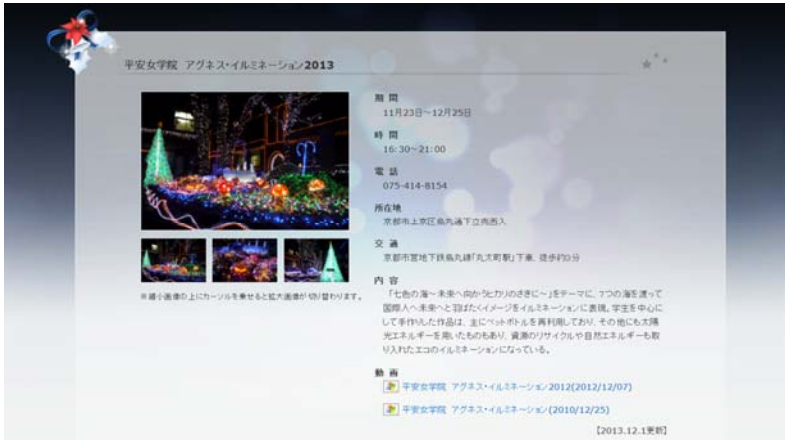 平安女学院 アグネス・イルミネーション2013
期 間
11月23日～12月25日
時 間
16:30～21:00
電 話
075-414-8154
所在地
京都市上京区烏丸通下立売西入
交 通
京都市営地下鉄烏丸線「丸太町駅」下車、徒歩約3分
※縮小画像の上にカーソルを乗せると拡大画像が切り替わります。
内 容
「七色の海～未来へ向かうヒカリのさきに～」をテーマに、7つの海を渡って
国際人へ未来へと羽ばたくイメージをイルミネーションに表現。学生を中心に
して手作りした作品は、主にペットボトルを再利用しており、その他にも太陽
光エネルギーを用いたものもあり、資源のリサイクルや自然エネルギーも取
り入れたエコのイルミネーションになっている。
動 画
平安女学院 アグネス・イルミネーション2012(2012/12/07)
平安女学院 アグネス・イルミネーション(2010/12/25)
【2013.12.1更新】